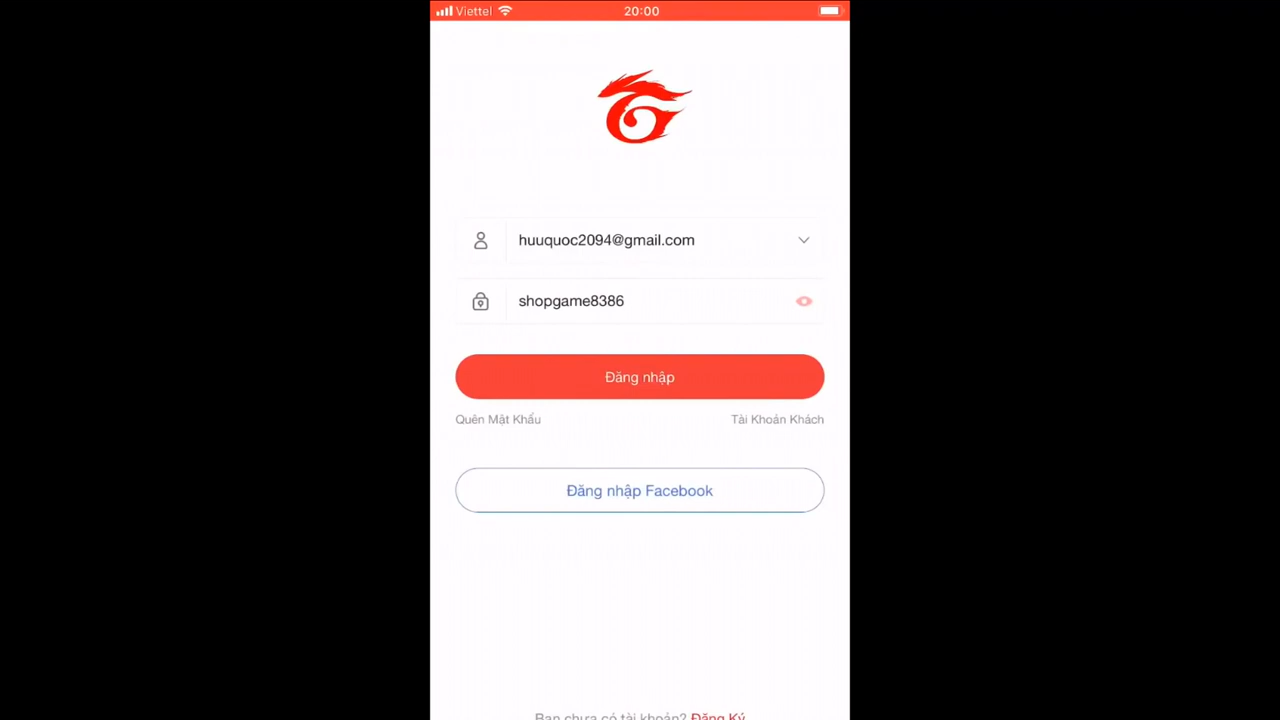 Viettel
20:00
huuquoc2094@gmail.com
shopgame8386
Đăng nhập
Quên Mật Khẩu
Tài Khoản Khách
Đăng nhập Facebook
Bạn chưa có tài khoản? Đăng Ký